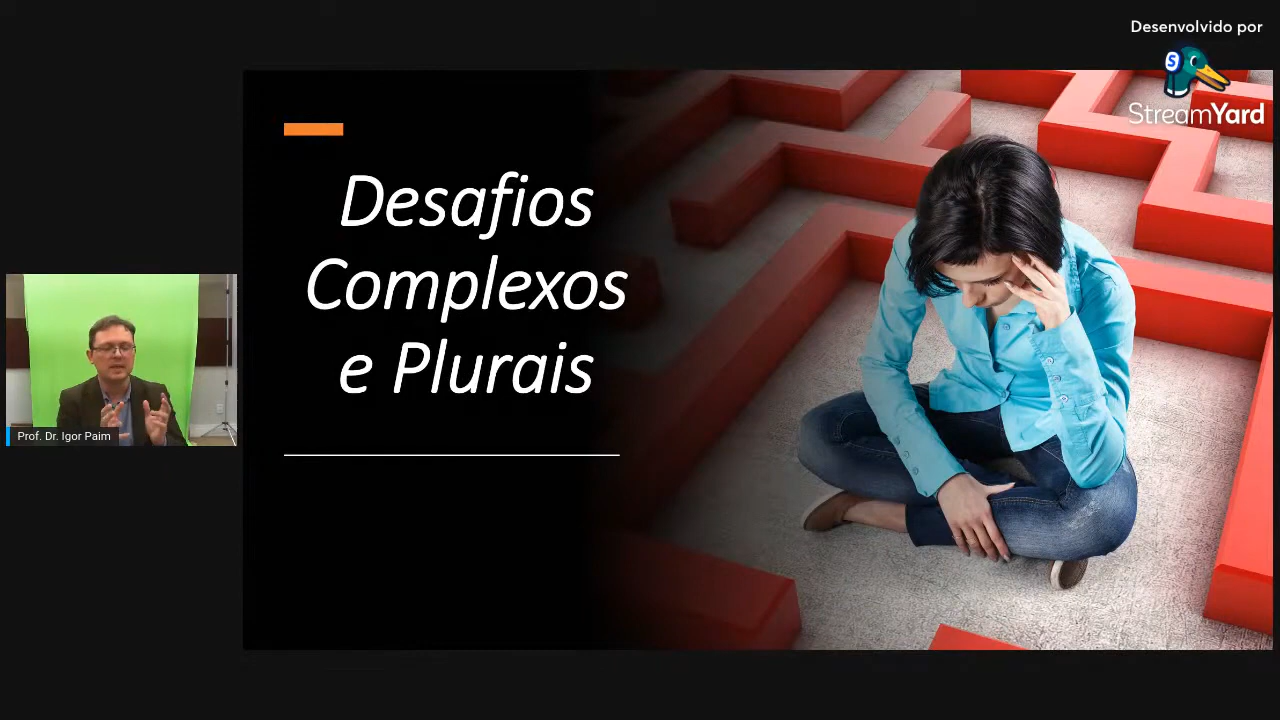 Desenvolvido por
S
StreamYard
Desafios
Complexos
e Plurais
Prof. Dr. Igor Paim